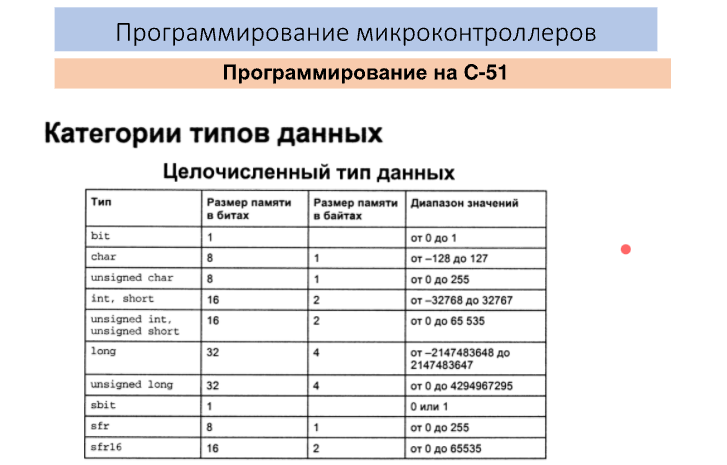 Программирование микроконтроллеров
Программирование на С-51
Категории типов данных
Целочисленный тип данных
Тип Размер памяти в битах Размер памяти в байтах Диапазон значений
bit 1 от 0 до 1
char 8 1 от –128 до 127
unsigned char 8 1 от 0 до 255
int, short 16 2 от –32768 до 32767
unsigned int, unsigned short 16 2 от 0 до 65 535
long 32 4 от –2147483648 до 2147483647
unsigned long 32 4 от 0 до 4294967295
sbit 1 0 или 1
sfr 8 1 от 0 до 255
sfr16 16 2 от 0 до 65535